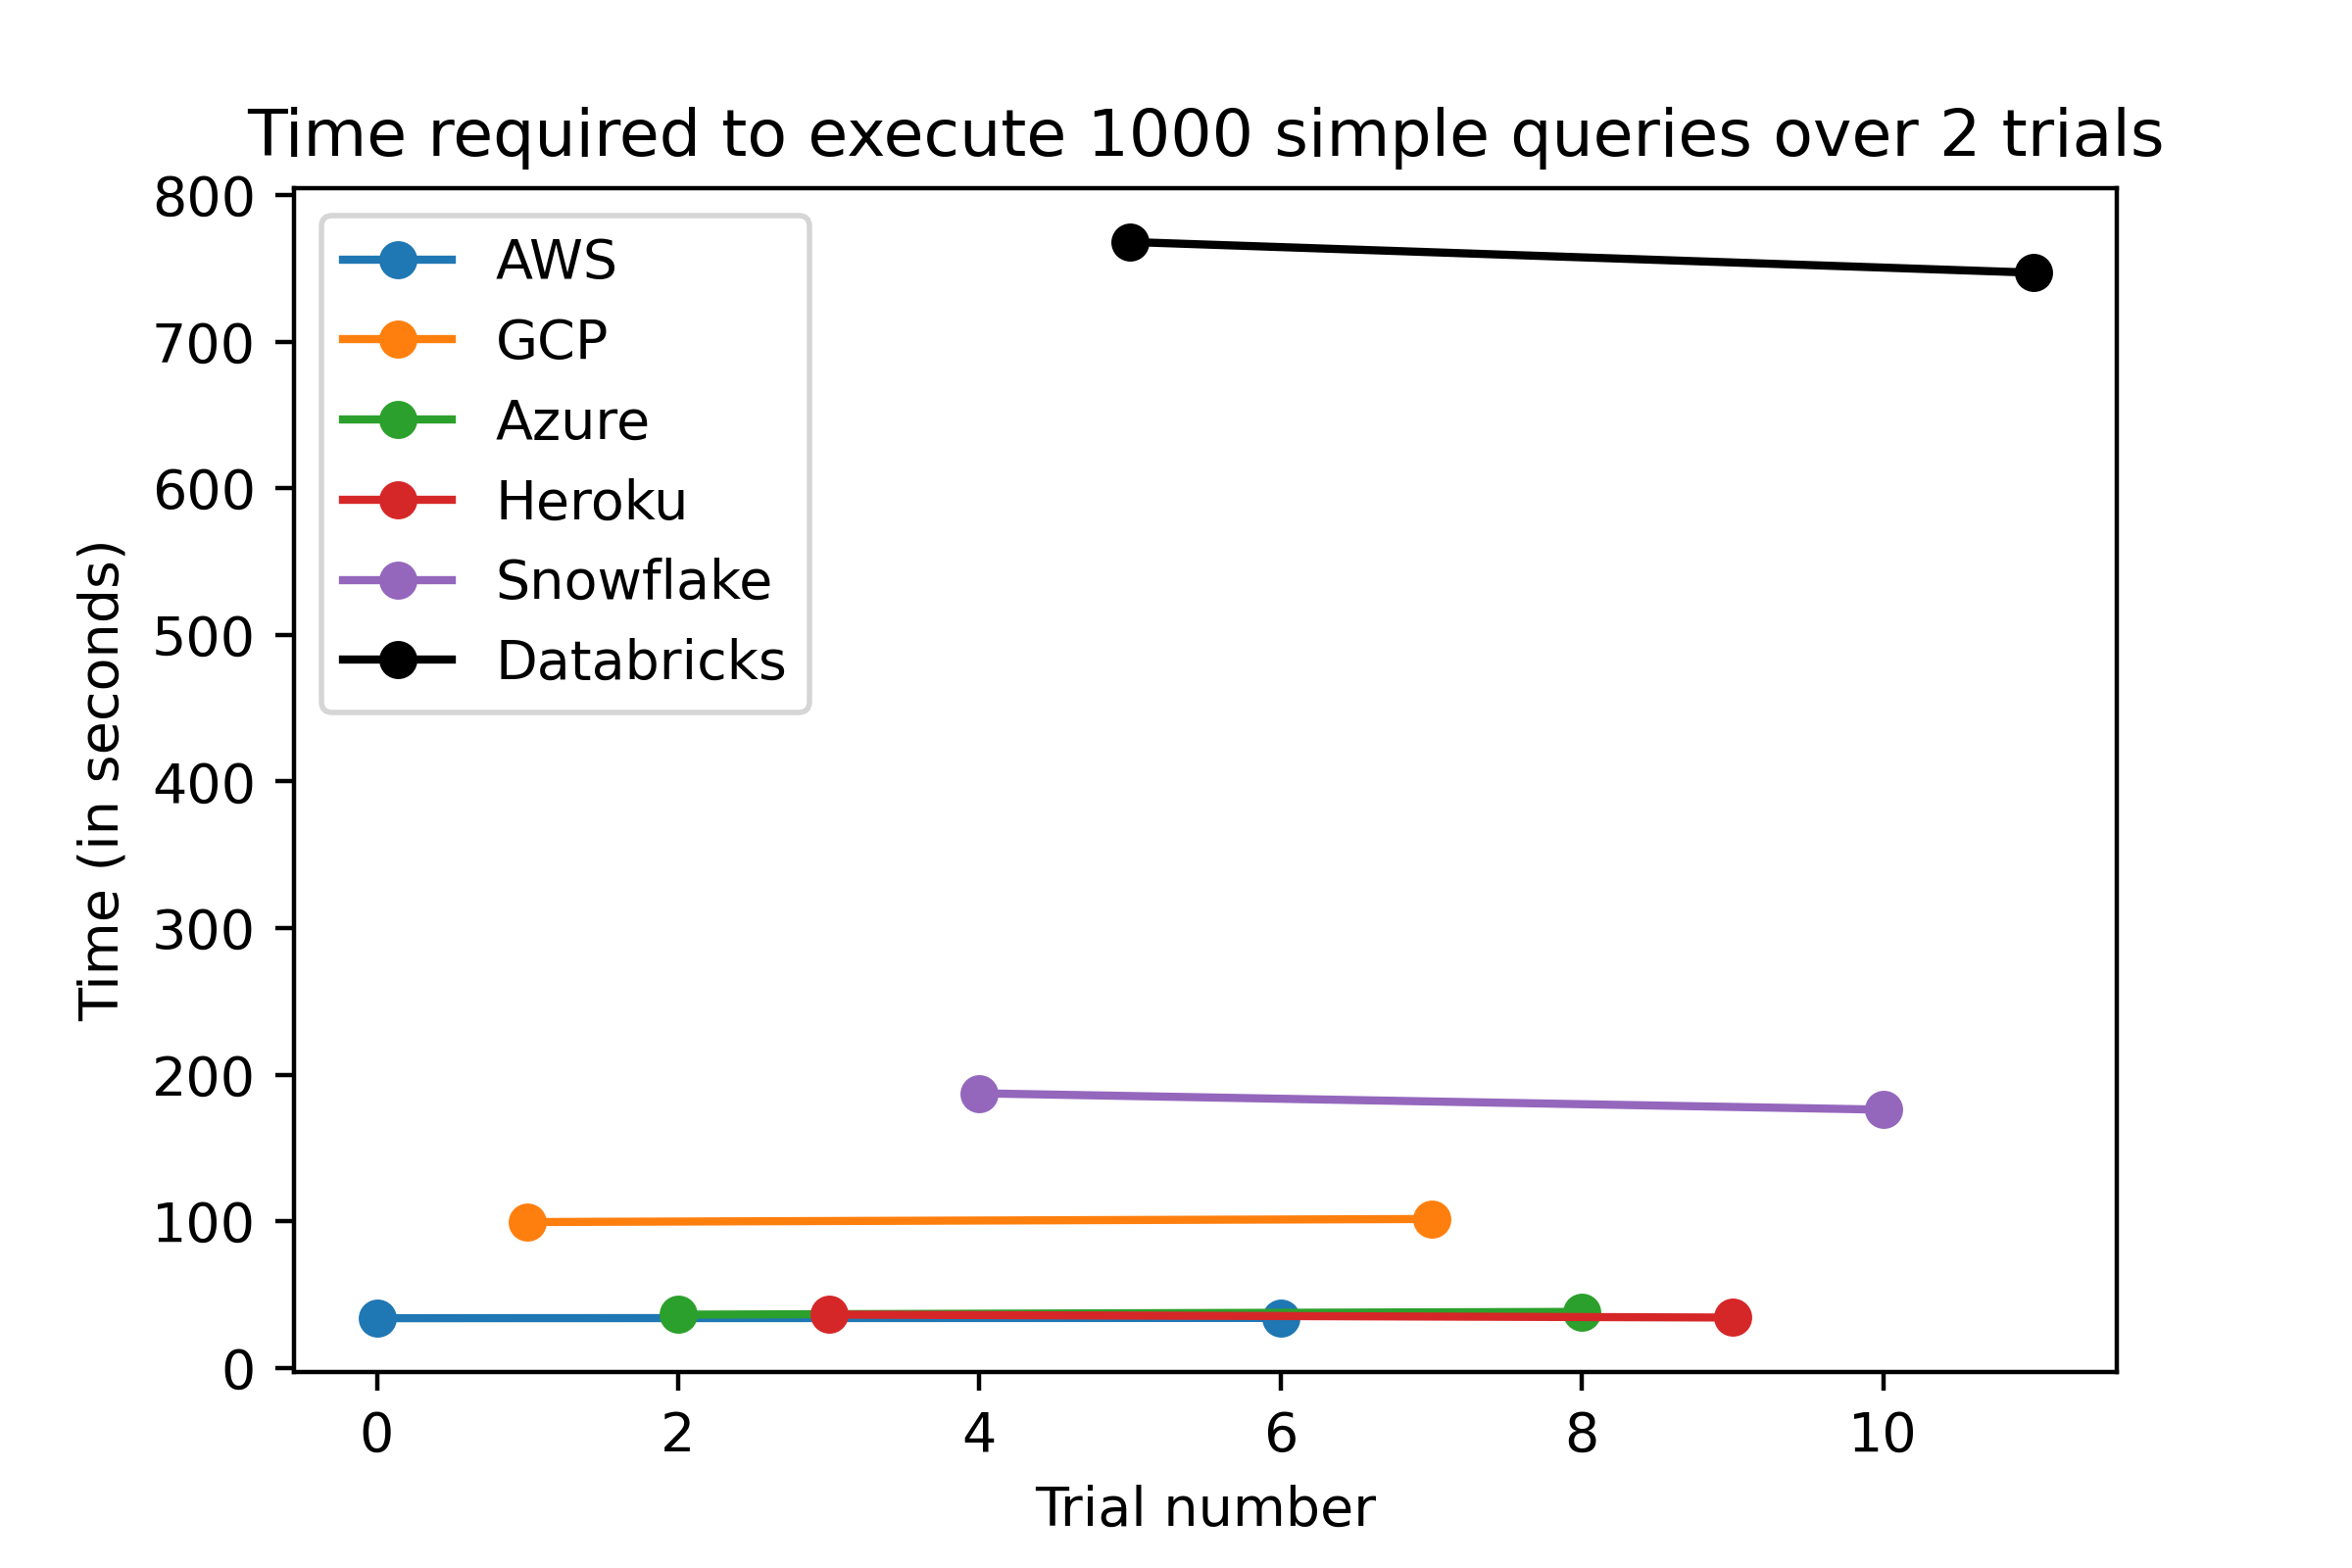 Time required to execute 1000 simple queries over 2 trials
800
700
600
500
400
300
200
100
0
Time (in seconds)
AWS
GCP
Azure
Heroku
Snowflake
Databricks
0 2 4 6 8 10
Trial number